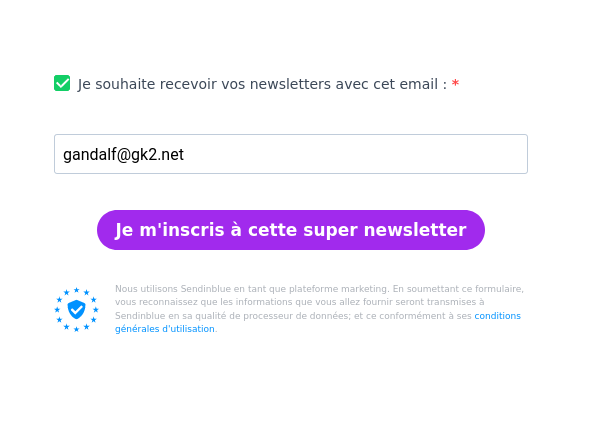 Je souhaite recevoir vos newsletters avec cet email : *
gandalf@gk2.net
Je m'inscris à cette super newsletter
Nous utilisons Sendinblue en tant que plateforme marketing. En soumettant ce formulaire,
vous reconnaissez que les informations que vous allez fournir seront transmises à
Sendinblue en sa qualité de processeur de données; et ce conformément à ses conditions
générales d'utilisation.